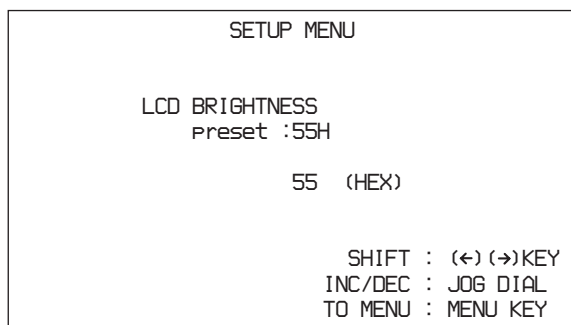 SETUP MENU
LCD BRIGHTNESS
preset :55H
55 (HEX)
SHIFT : (←)(→)KEY
INC/DEC : JOG DIAL
TO MENU : MENU KEY